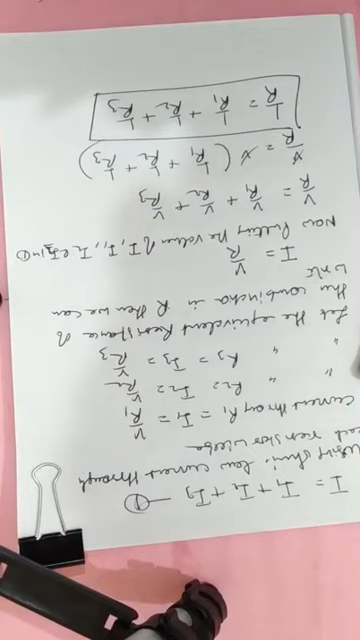 I = I₁ + I₂ + I₃ — ①
Using ohm's law current through
each resistor will be
current through R₁ = I₁ = V/R₁
" " R₂ = I₂ = V/R₂
" " R₃ = I₃ = V/R₃
Let the equivalent Resistance of
this combination is R then we can
write
I = V/R
Now Putting the values of I, I₁, I₂ & I₃ in ①
V/R = V/R₁ + V/R₂ + V/R₃
V/R = V (1/R₁ + 1/R₂ + 1/R₃)
1/R = 1/R₁ + 1/R₂ + 1/R₃